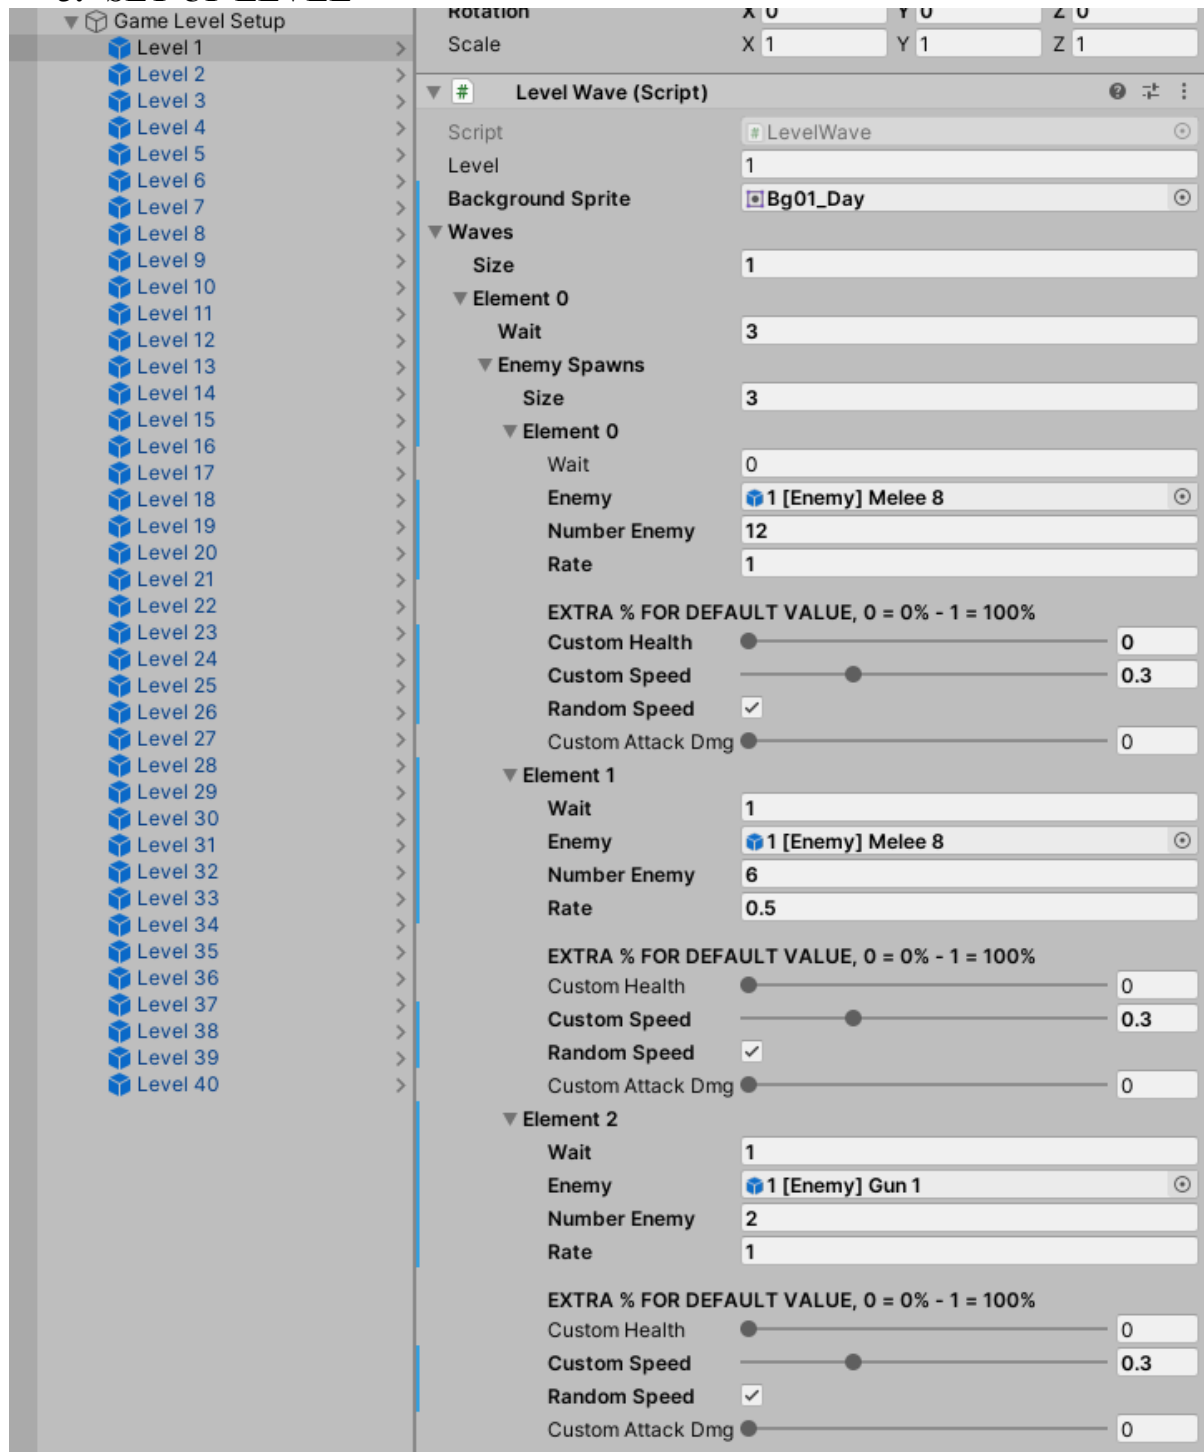 Game Level Setup
Level 1
Level 2
Level 3
Level 4
Level 5
Level 6
Level 7
Level 8
Level 9
Level 10
Level 11
Level 12
Level 13
Level 14
Level 15
Level 16
Level 17
Level 18
Level 19
Level 20
Level 21
Level 22
Level 23
Level 24
Level 25
Level 26
Level 27
Level 28
Level 29
Level 30
Level 31
Level 32
Level 33
Level 34
Level 35
Level 36
Level 37
Level 38
Level 39
Level 40
Rotation X 0 Y 0 Z 0
Scale X 1 Y 1 Z 1
# Level Wave (Script)
Script # LevelWave
Level 1
Background Sprite Bg01_Day
Waves
Size 1
Element 0
Wait 3
Enemy Spawns
Size 3
Element 0
Wait 0
Enemy 1 [Enemy] Melee 8
Number Enemy 12
Rate 1
EXTRA % FOR DEFAULT VALUE, 0 = 0% - 1 = 100%
Custom Health 0
Custom Speed 0.3
Random Speed
Custom Attack Dmg 0
Element 1
Wait 1
Enemy 1 [Enemy] Melee 8
Number Enemy 6
Rate 0.5
EXTRA % FOR DEFAULT VALUE, 0 = 0% - 1 = 100%
Custom Health 0
Custom Speed 0.3
Random Speed
Custom Attack Dmg 0
Element 2
Wait 1
Enemy 1 [Enemy] Gun 1
Number Enemy 2
Rate 1
EXTRA % FOR DEFAULT VALUE, 0 = 0% - 1 = 100%
Custom Health 0
Custom Speed 0.3
Random Speed
Custom Attack Dmg 0